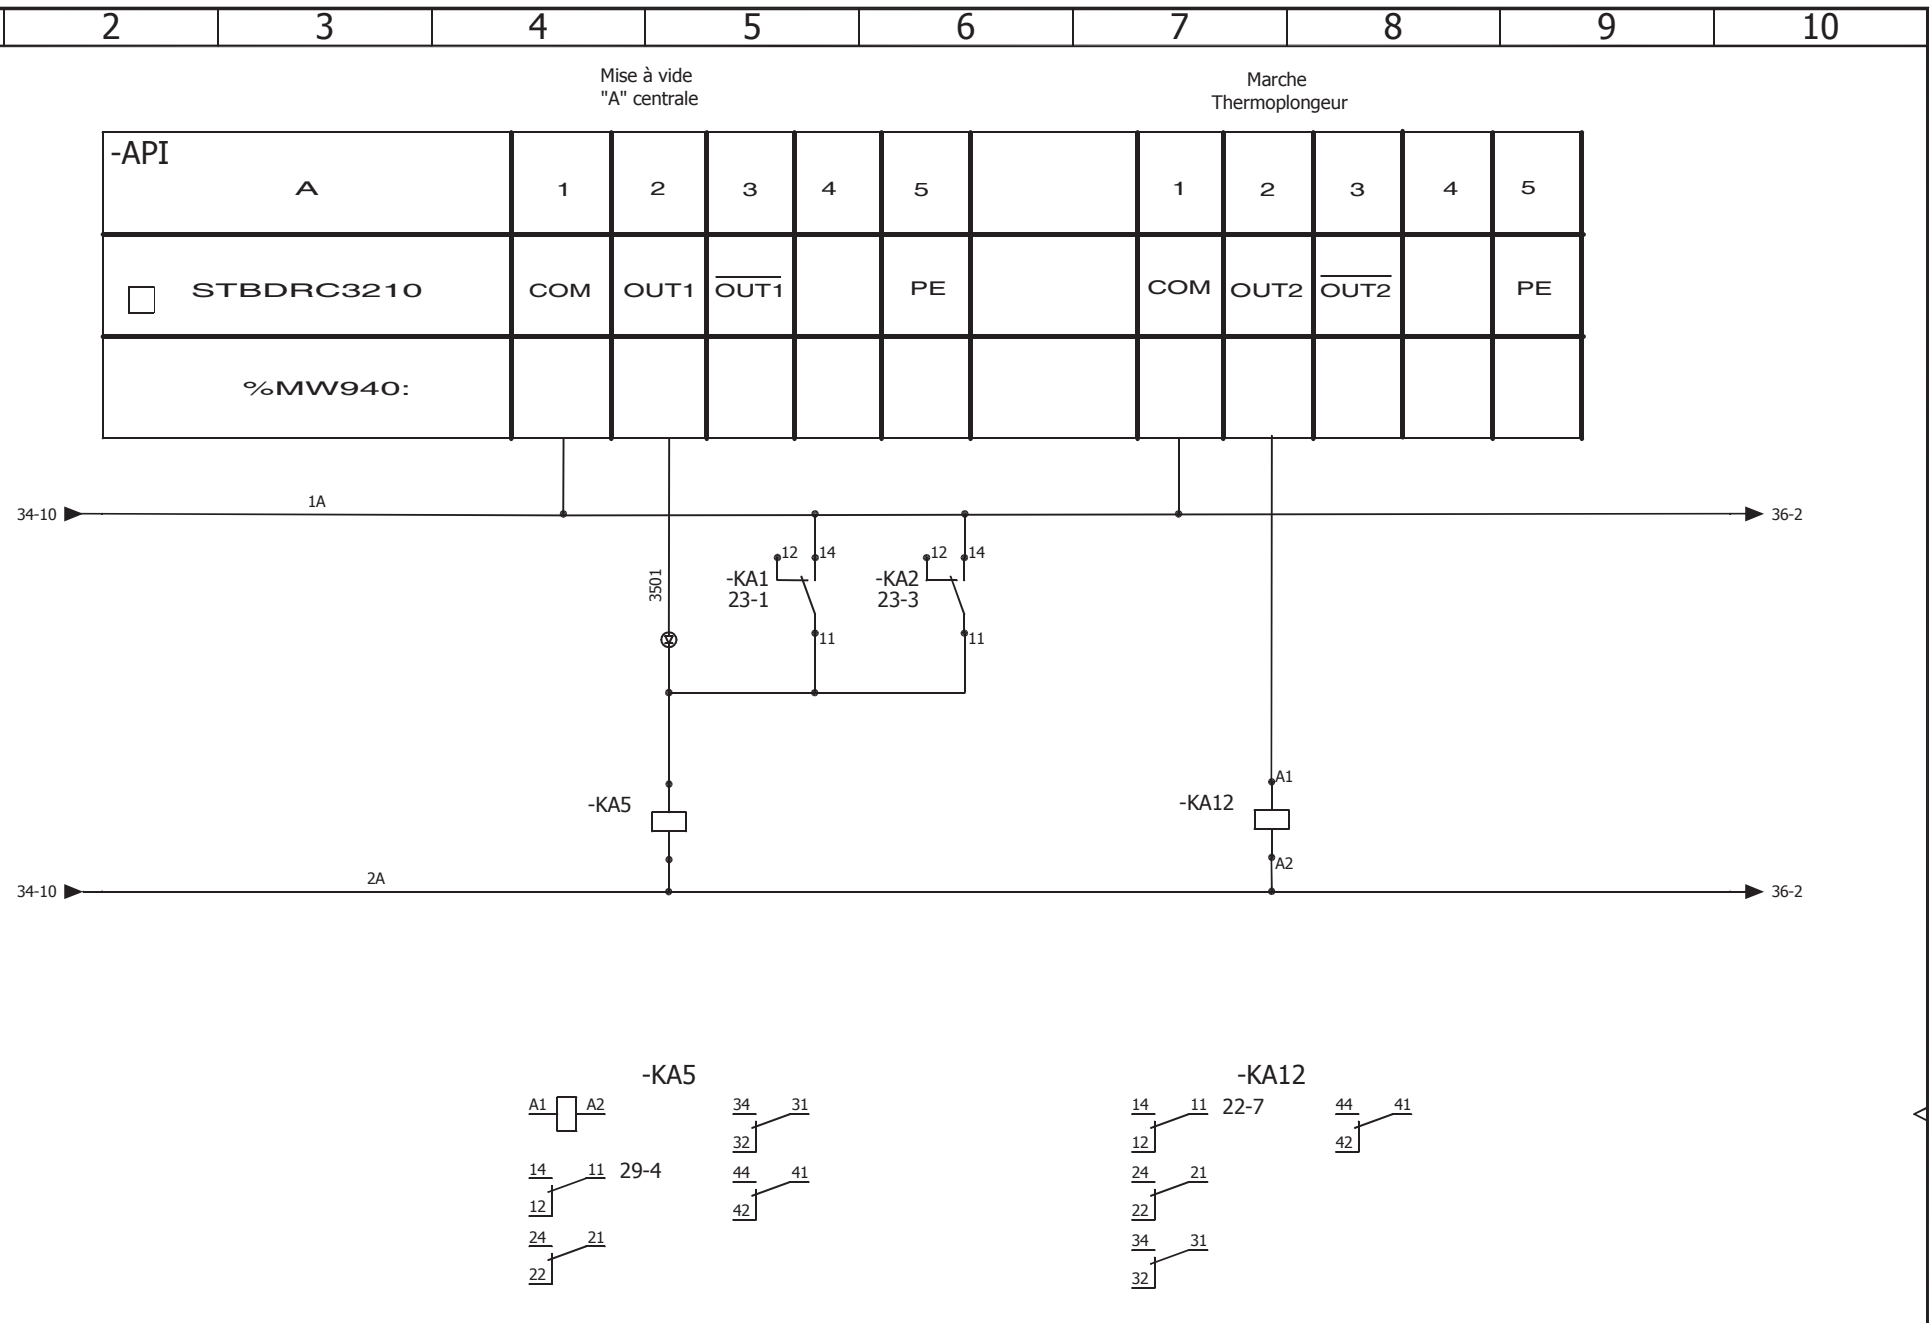 2 3 4 5 6 7 8 9 10
Mise à vide
"A" centrale
Marche
Thermoplongeur
-API
A 1 2 3 4 5 1 2 3 4 5
STBDRC3210 COM OUT1 OUT1 PE COM OUT2 OUT2 PE
%MW940:
34-10 1A 36-2
12 14 12 14
-KA1 -KA2
23-1 23-3
3501
11 11
A1
-KA5 -KA12
A2
34-10 2A 36-2
-KA5 -KA12
A1 A2 34 31 14 11 22-7 44 41
32 12 42
14 11 29-4 44 41 24 21
12 42 22
24 21 34 31
22 32